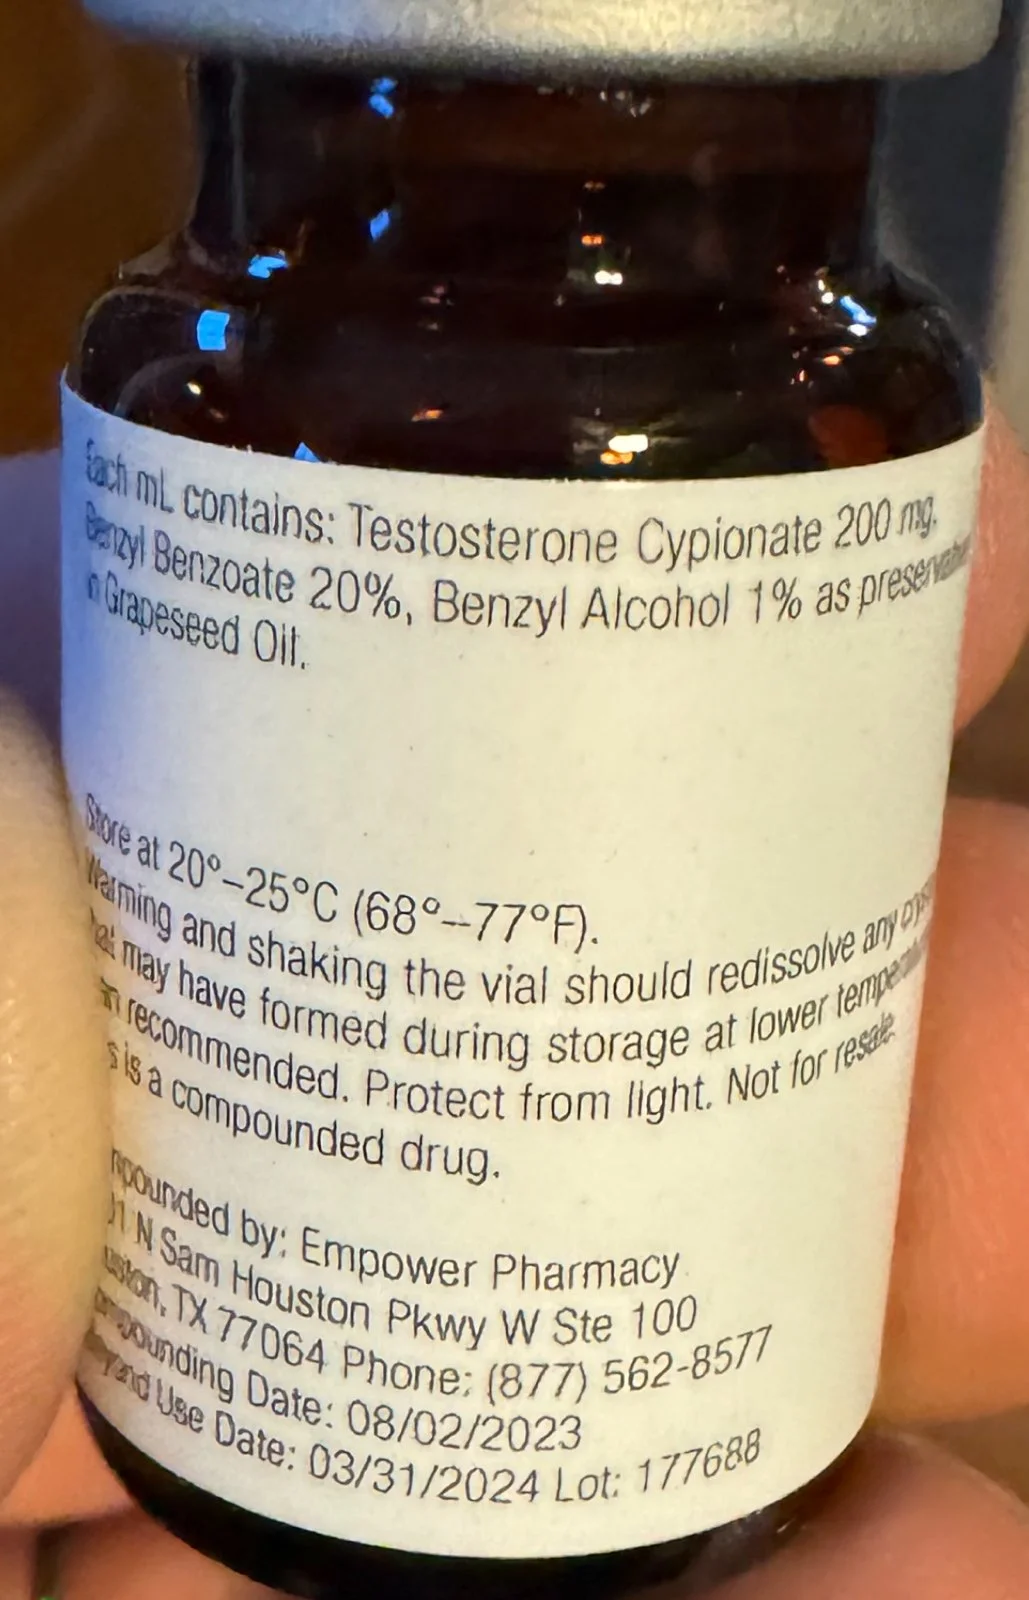 Each mL contains: Testosterone Cypionate 200 mg,
Benzyl Benzoate 20%, Benzyl Alcohol 1% as
in Grapeseed Oil.
Store at 20°–25°C (68°–77°F).
Warming and shaking the vial should redissolve any
that may have formed during storage at lower
recommended. Protect from light. Not for resale.
is a compounded drug.
by: Empower Pharmacy
N Sam Houston Pkwy W Ste 100
TX 77064 Phone: (877) 562-8577
Date: 08/02/2023
Use Date: 03/31/2024 Lot: 177688